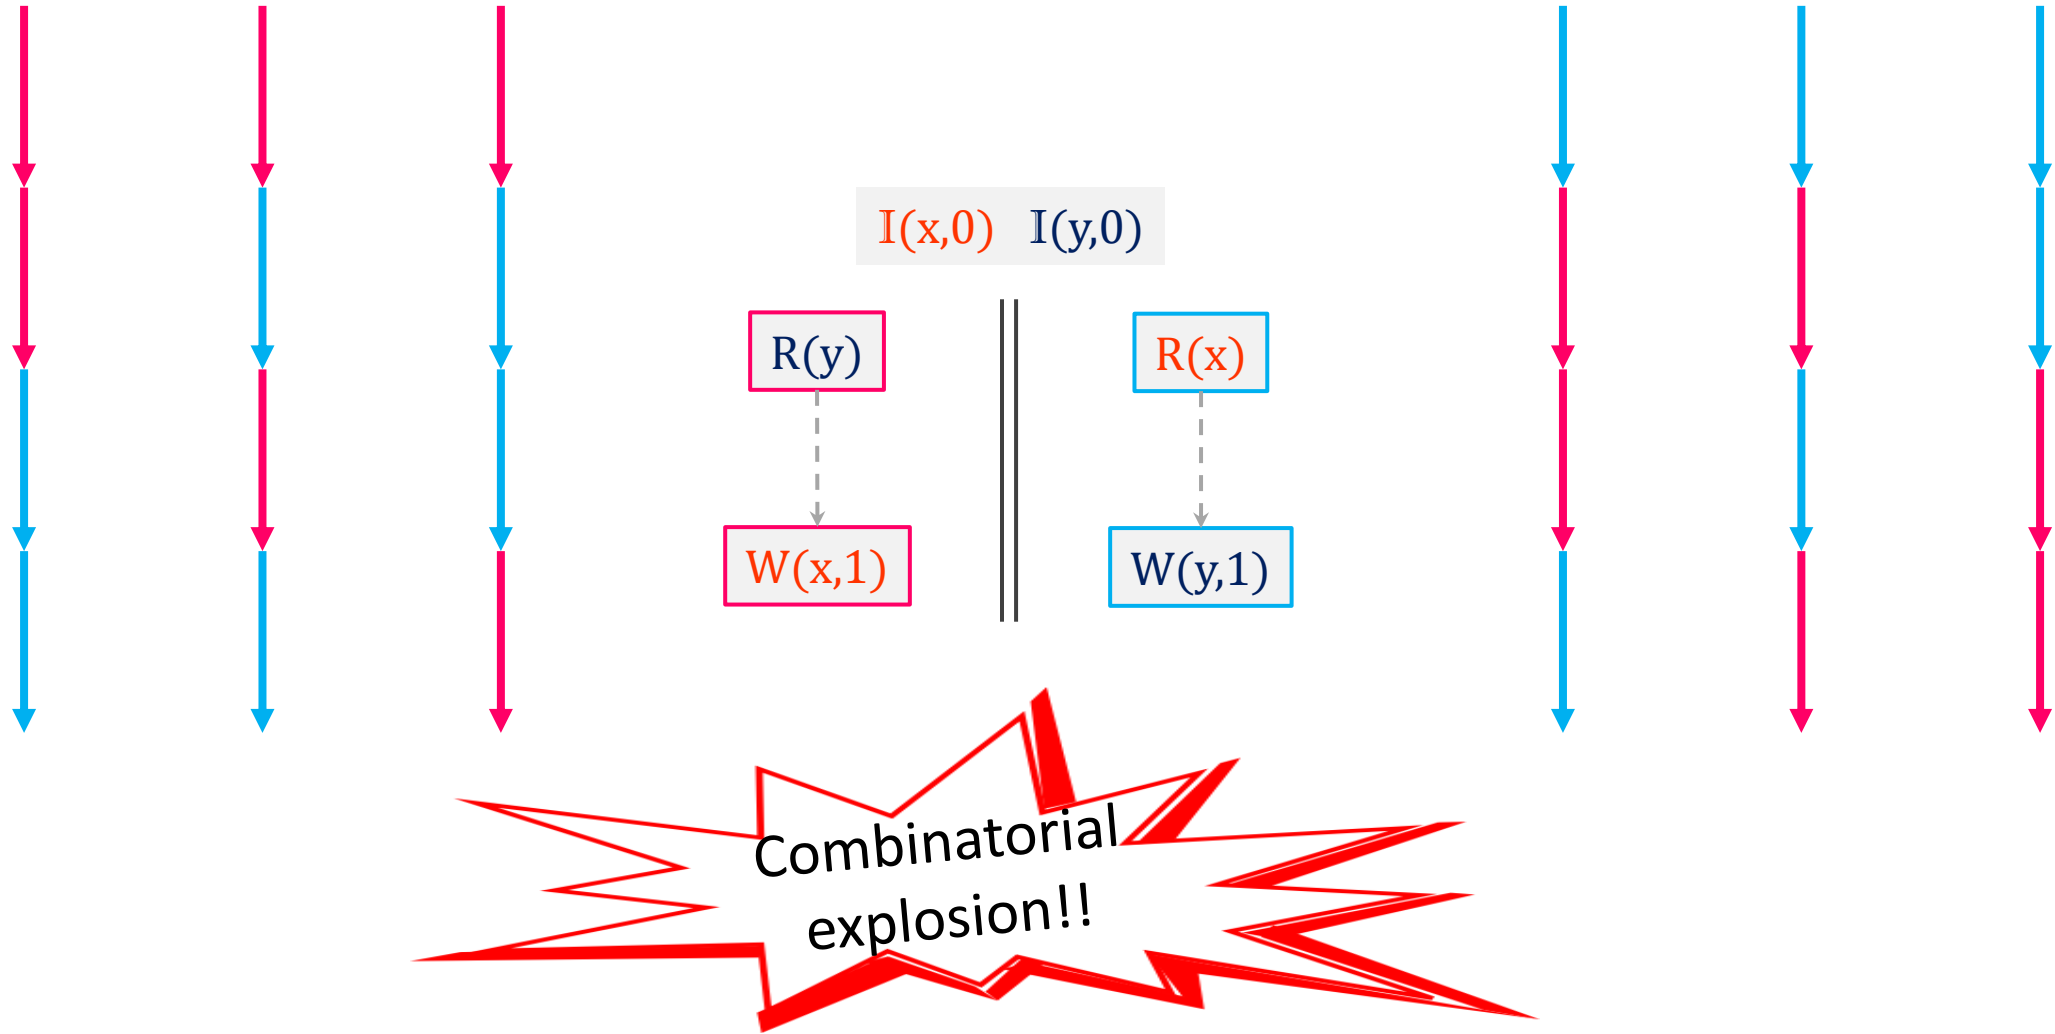 𝕀(x,0) 𝕀(y,0)
R(y)
R(x)
W(x,1)
W(y,1)
Combinatorial
explosion!!